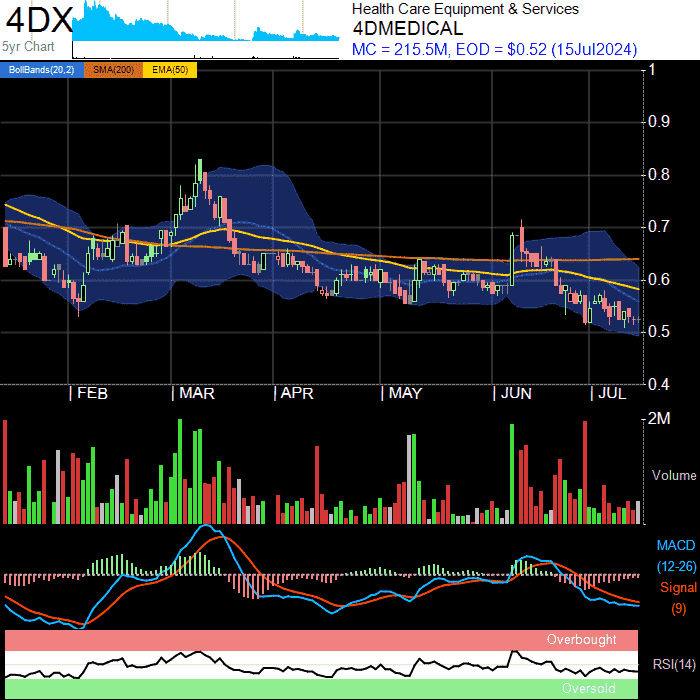 4DX
5yr Chart
Health Care Equipment & Services
4DMEDICAL
MC = 215.5M, EOD = $0.52 (15Jul2024)
BollBands(20,2) SMA(200) EMA(50)
1
0.9
0.8
0.7
0.6
0.5
0.4
| FEB | MAR | APR | MAY | JUN | JUL
2M
Volume
MACD
(12-26)
Signal
(9)
Overbought
RSI(14)
Oversold